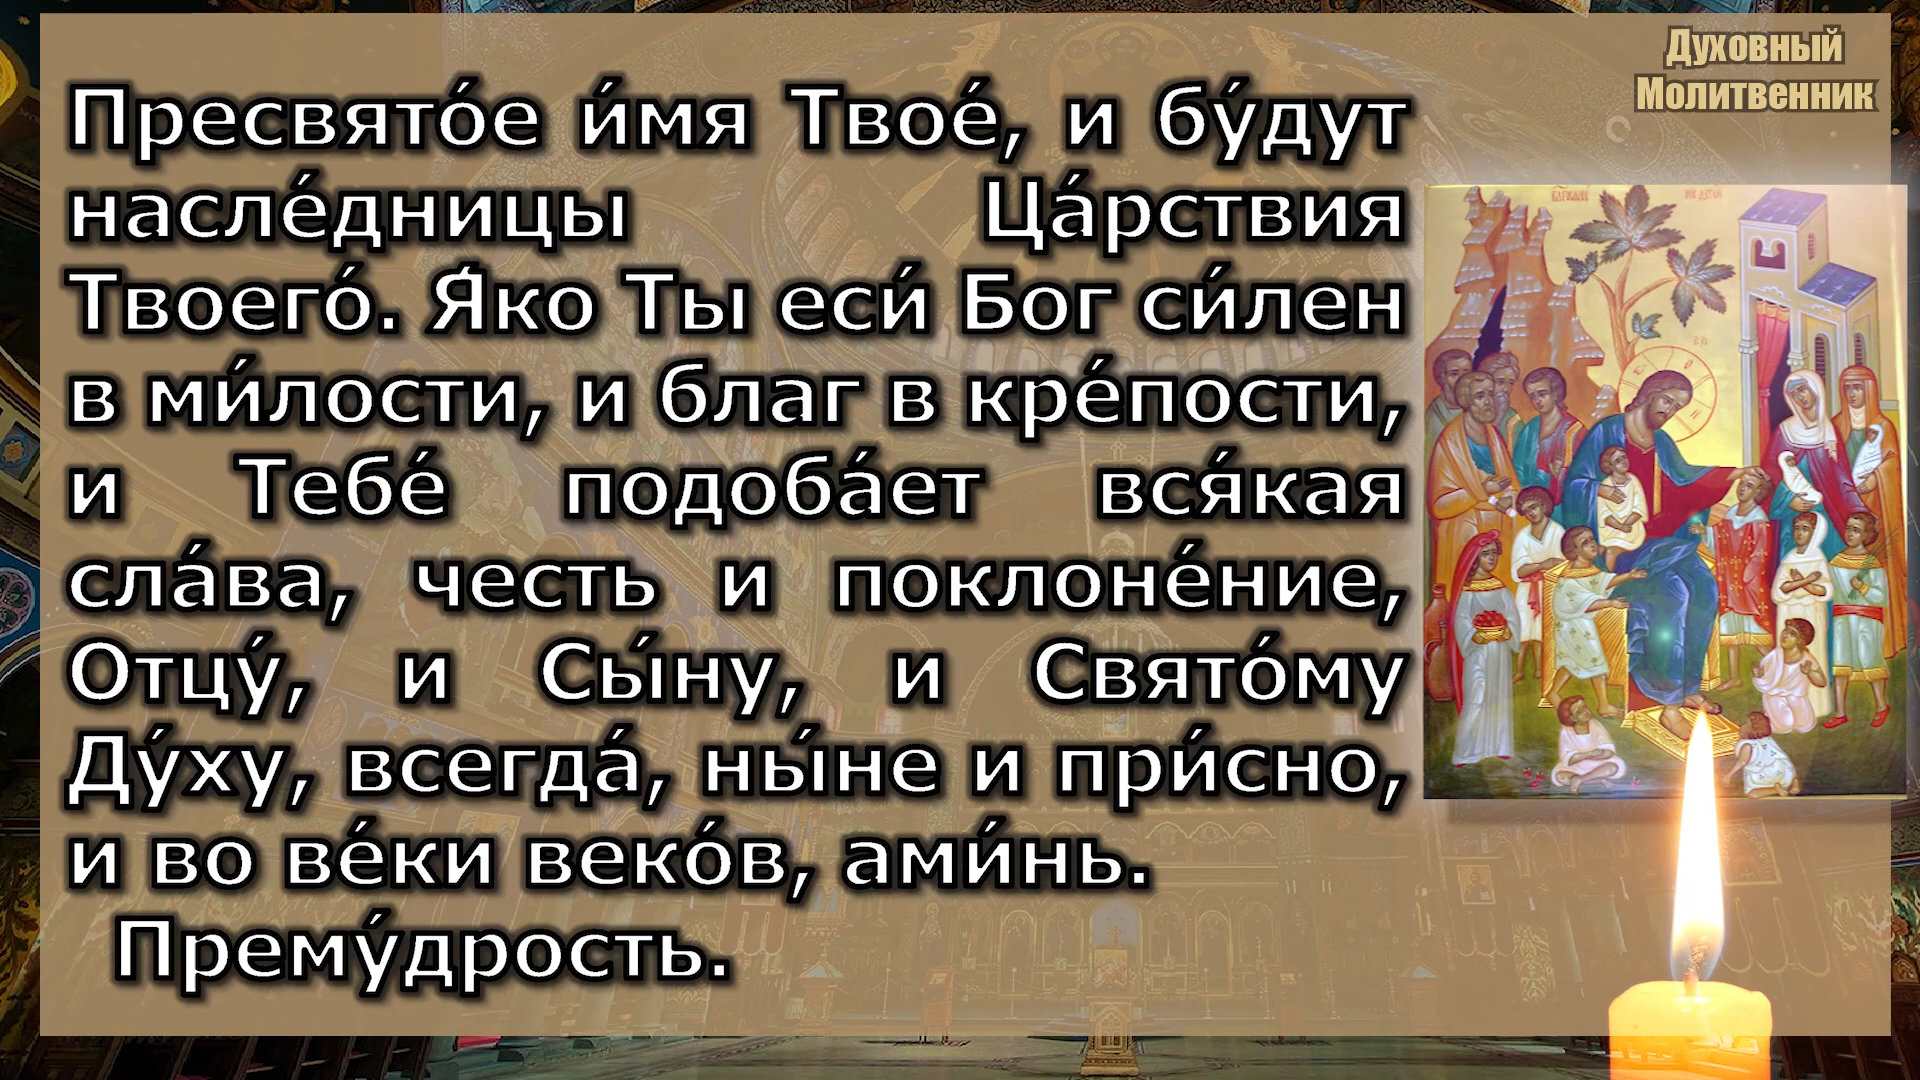 Духовный
Молитвенник
Пресвято́е и́мя Твое́, и бу́дут
насле́дницы Ца́рствия
Твоего́. Я́ко Ты еси́ Бог си́лен
в ми́лости, и благ в кре́пости,
и Тебе́ подоба́ет вся́кая
сла́ва, честь и поклоне́ние,
Отцу́, и Сы́ну, и Свято́му
Ду́ху, всегда́, ны́не и при́сно,
и во ве́ки веко́в, ами́нь.
Прему́дрость.